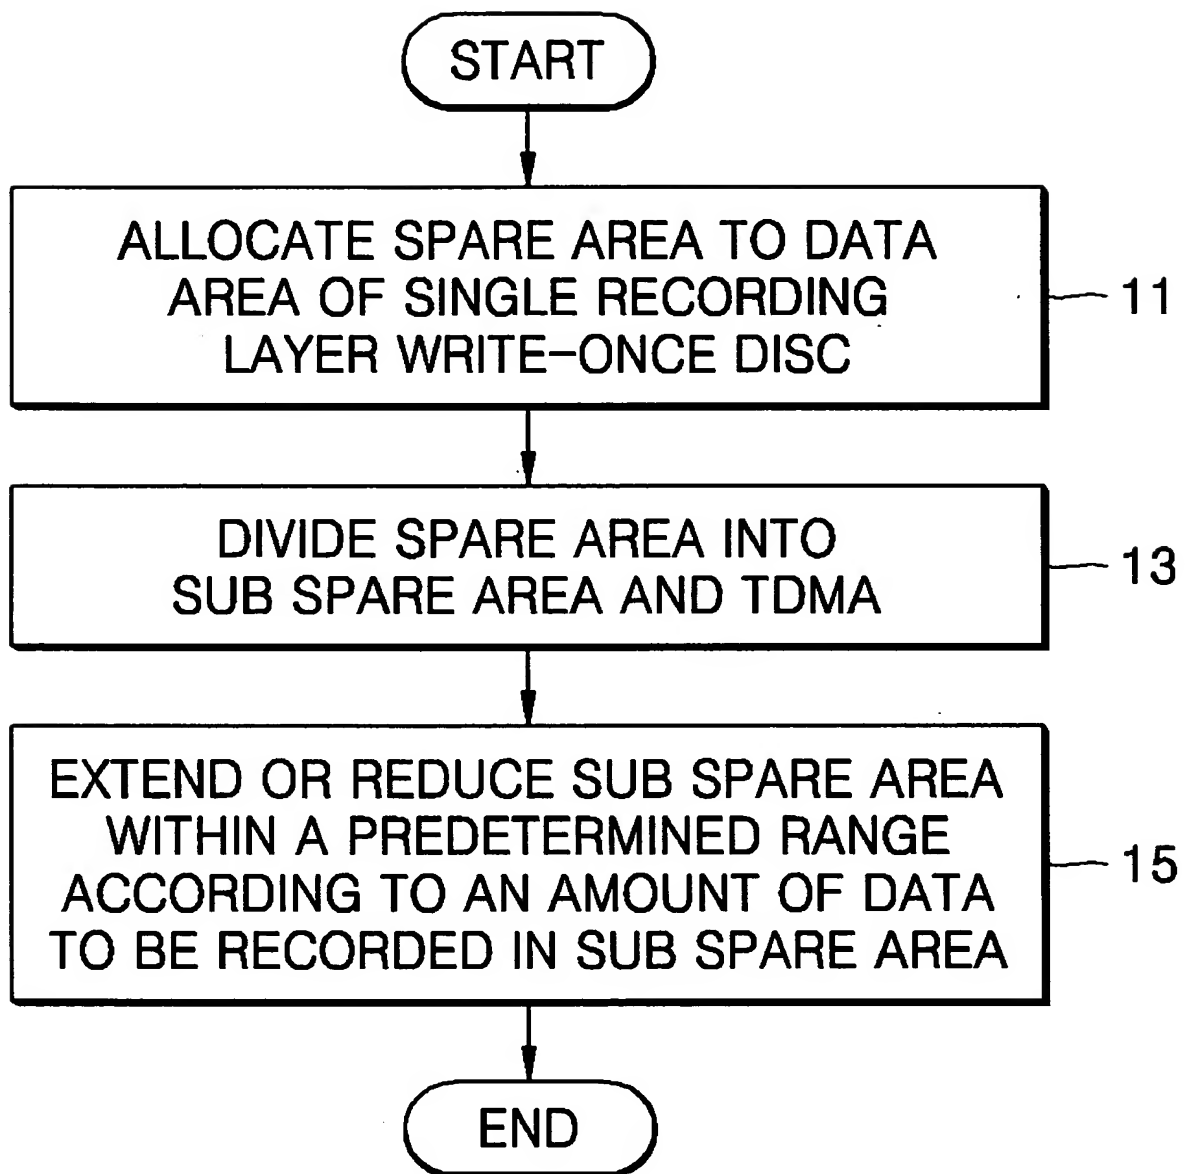 START
ALLOCATE SPARE AREA TO DATA
AREA OF SINGLE RECORDING
LAYER WRITE-ONCE DISC
11
DIVIDE SPARE AREA INTO
SUB SPARE AREA AND TDMA
13
EXTEND OR REDUCE SUB SPARE AREA
WITHIN A PREDETERMINED RANGE
ACCORDING TO AN AMOUNT OF DATA
TO BE RECORDED IN SUB SPARE AREA
15
END